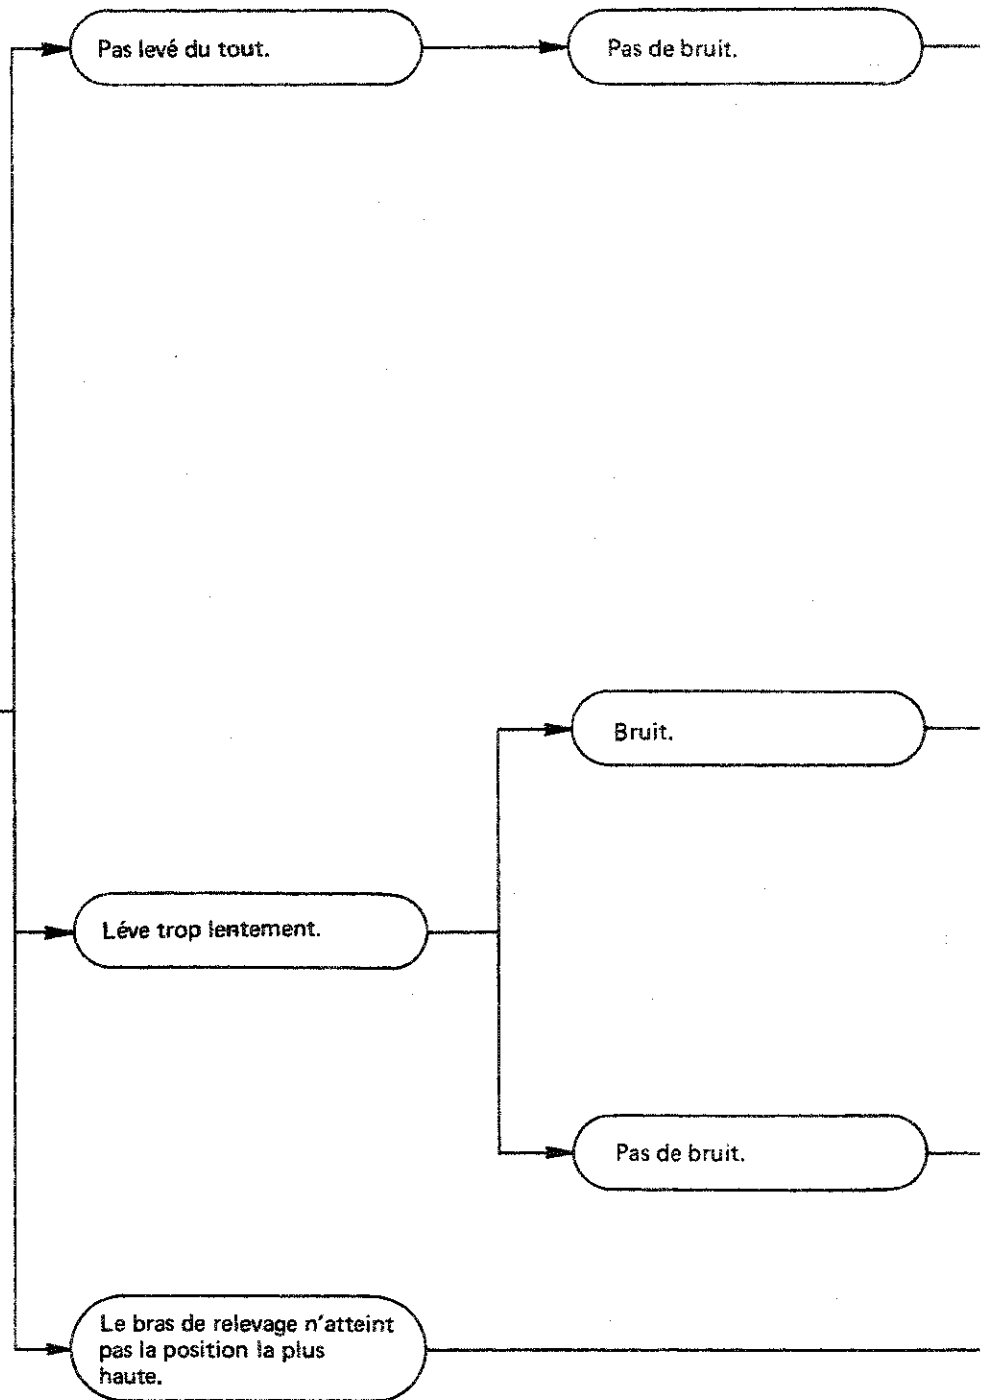 Pas levé du tout.
Pas de bruit.
Bruit.
Léve trop lentement.
Pas de bruit.
Le bras de relevage n'atteint
pas la position la plus
haute.